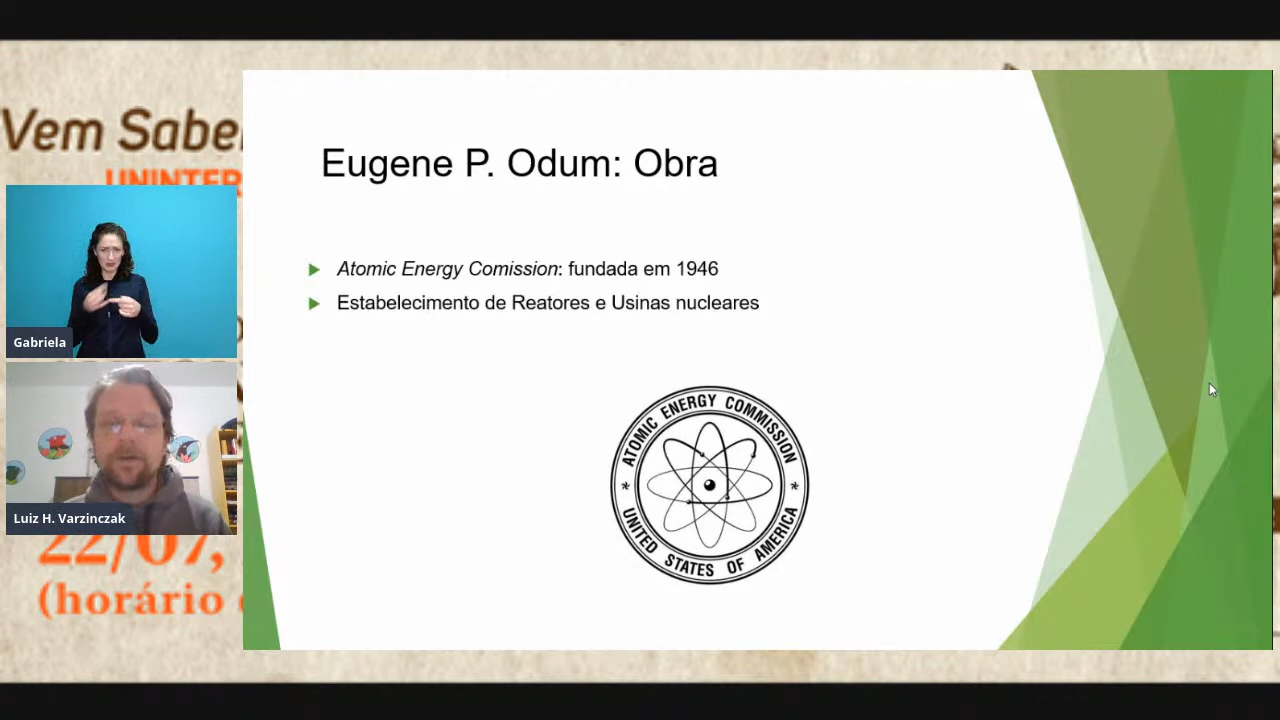 Vem Sabe
UNINTER
Eugene P. Odum: Obra
Atomic Energy Comission: fundada em 1946
Estabelecimento de Reatores e Usinas nucleares
ATOMIC ENERGY COMMISSION
UNITED STATES OF AMERICA
Gabriela
Luiz H. Varzinczak
22/07,
(horário